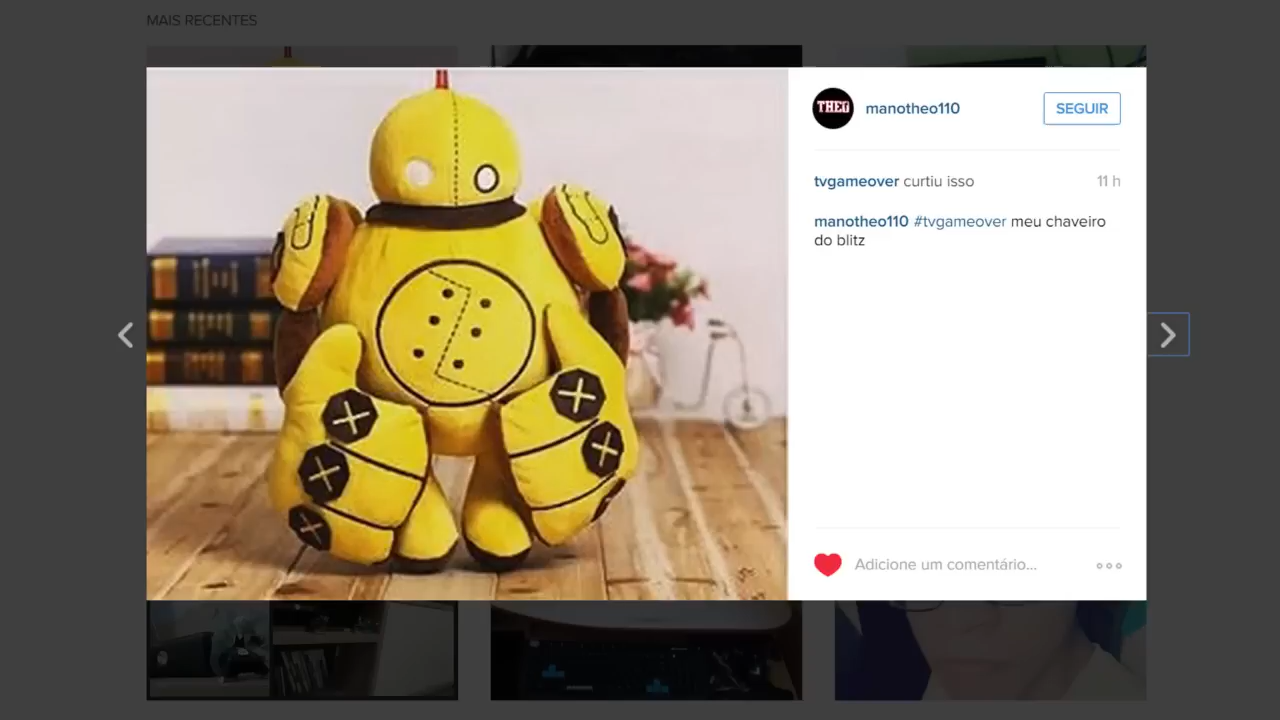 MAIS RECENTES
THEO
manotheo110
SEGUIR
tvgameover curtiu isso
11 h
manotheo110 #tvgameover meu chaveiro
do blitz
Adicione um comentário...